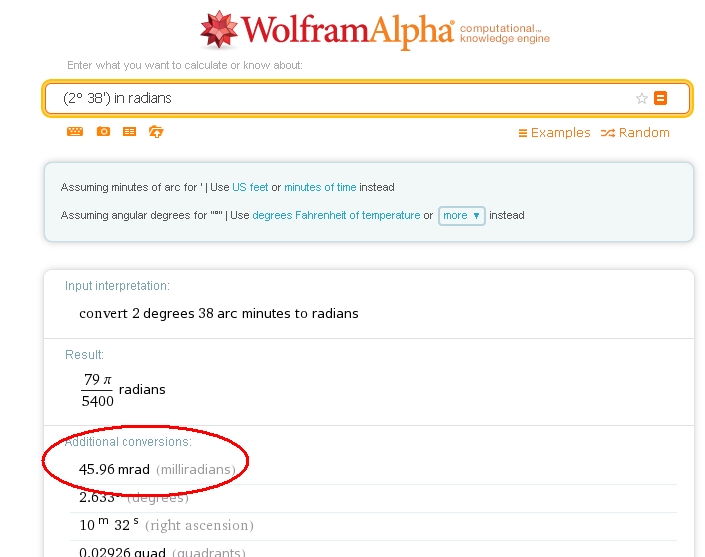 WolframAlpha computational... knowledge engine
Enter what you want to calculate or know about:
(2° 38') in radians
Examples Random
Assuming minutes of arc for ' | Use US feet or minutes of time instead
Assuming angular degrees for "°" | Use degrees Fahrenheit of temperature or more ▼ instead
Input interpretation:
convert 2 degrees 38 arc minutes to radians
Result:
79 π
5400
radians
Additional conversions:
45.96 mrad (milliradians)
2.633° (degrees)
10 m 32 s (right ascension)
0.02926 quad (quadrants)